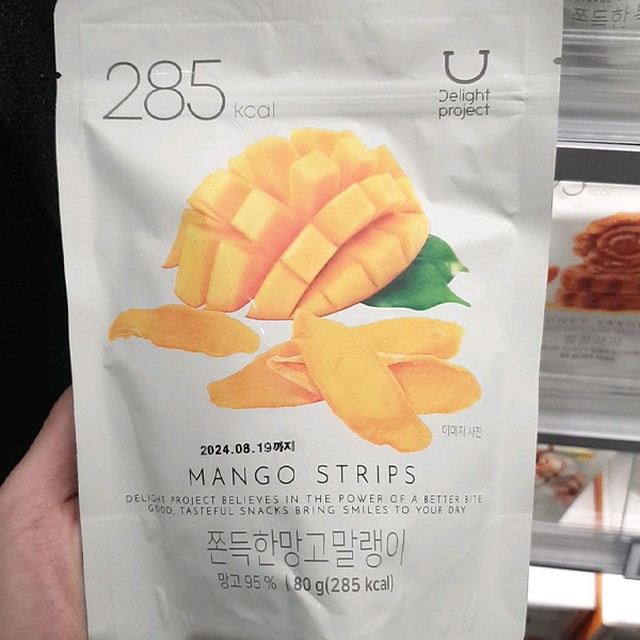 285 kcal
Delight
project
이미지 사진
2024.08.19까지
MANGO STRIPS
DELIGHT PROJECT BELIEVES IN THE POWER OF A BETTER BITE
GOOD, TASTEFUL SNACKS BRING SMILES TO YOUR DAY
쫀득한망고말랭이
망고 95% | 80 g(285 kcal)